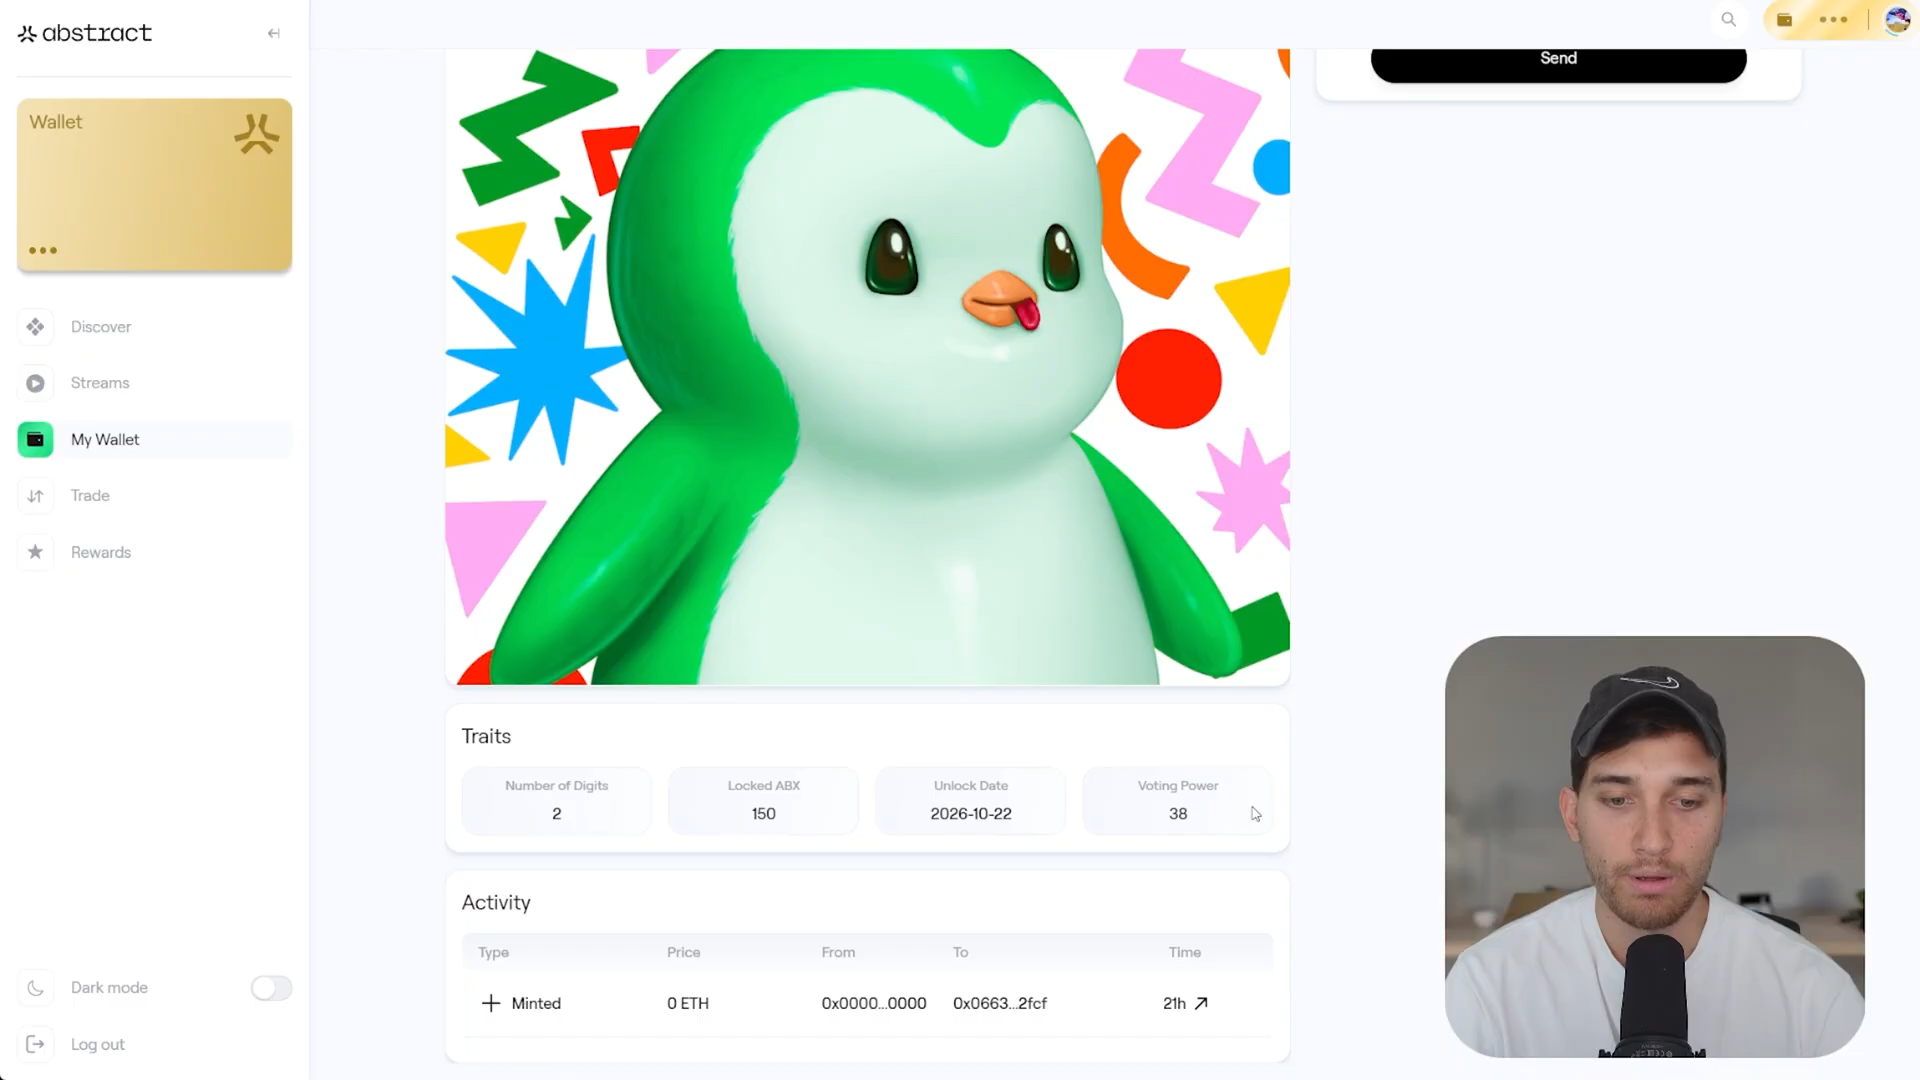 abstract
Wallet
Discover
Streams
My Wallet
Trade
Rewards
Dark mode
Log out
Send
Traits
Number of Digits
2
Locked ABX
150
Unlock Date
2026-10-22
Voting Power
38
Activity
Type Price From To Time
Minted 0 ETH 0x0000...0000 0x0663...2fcf 21h